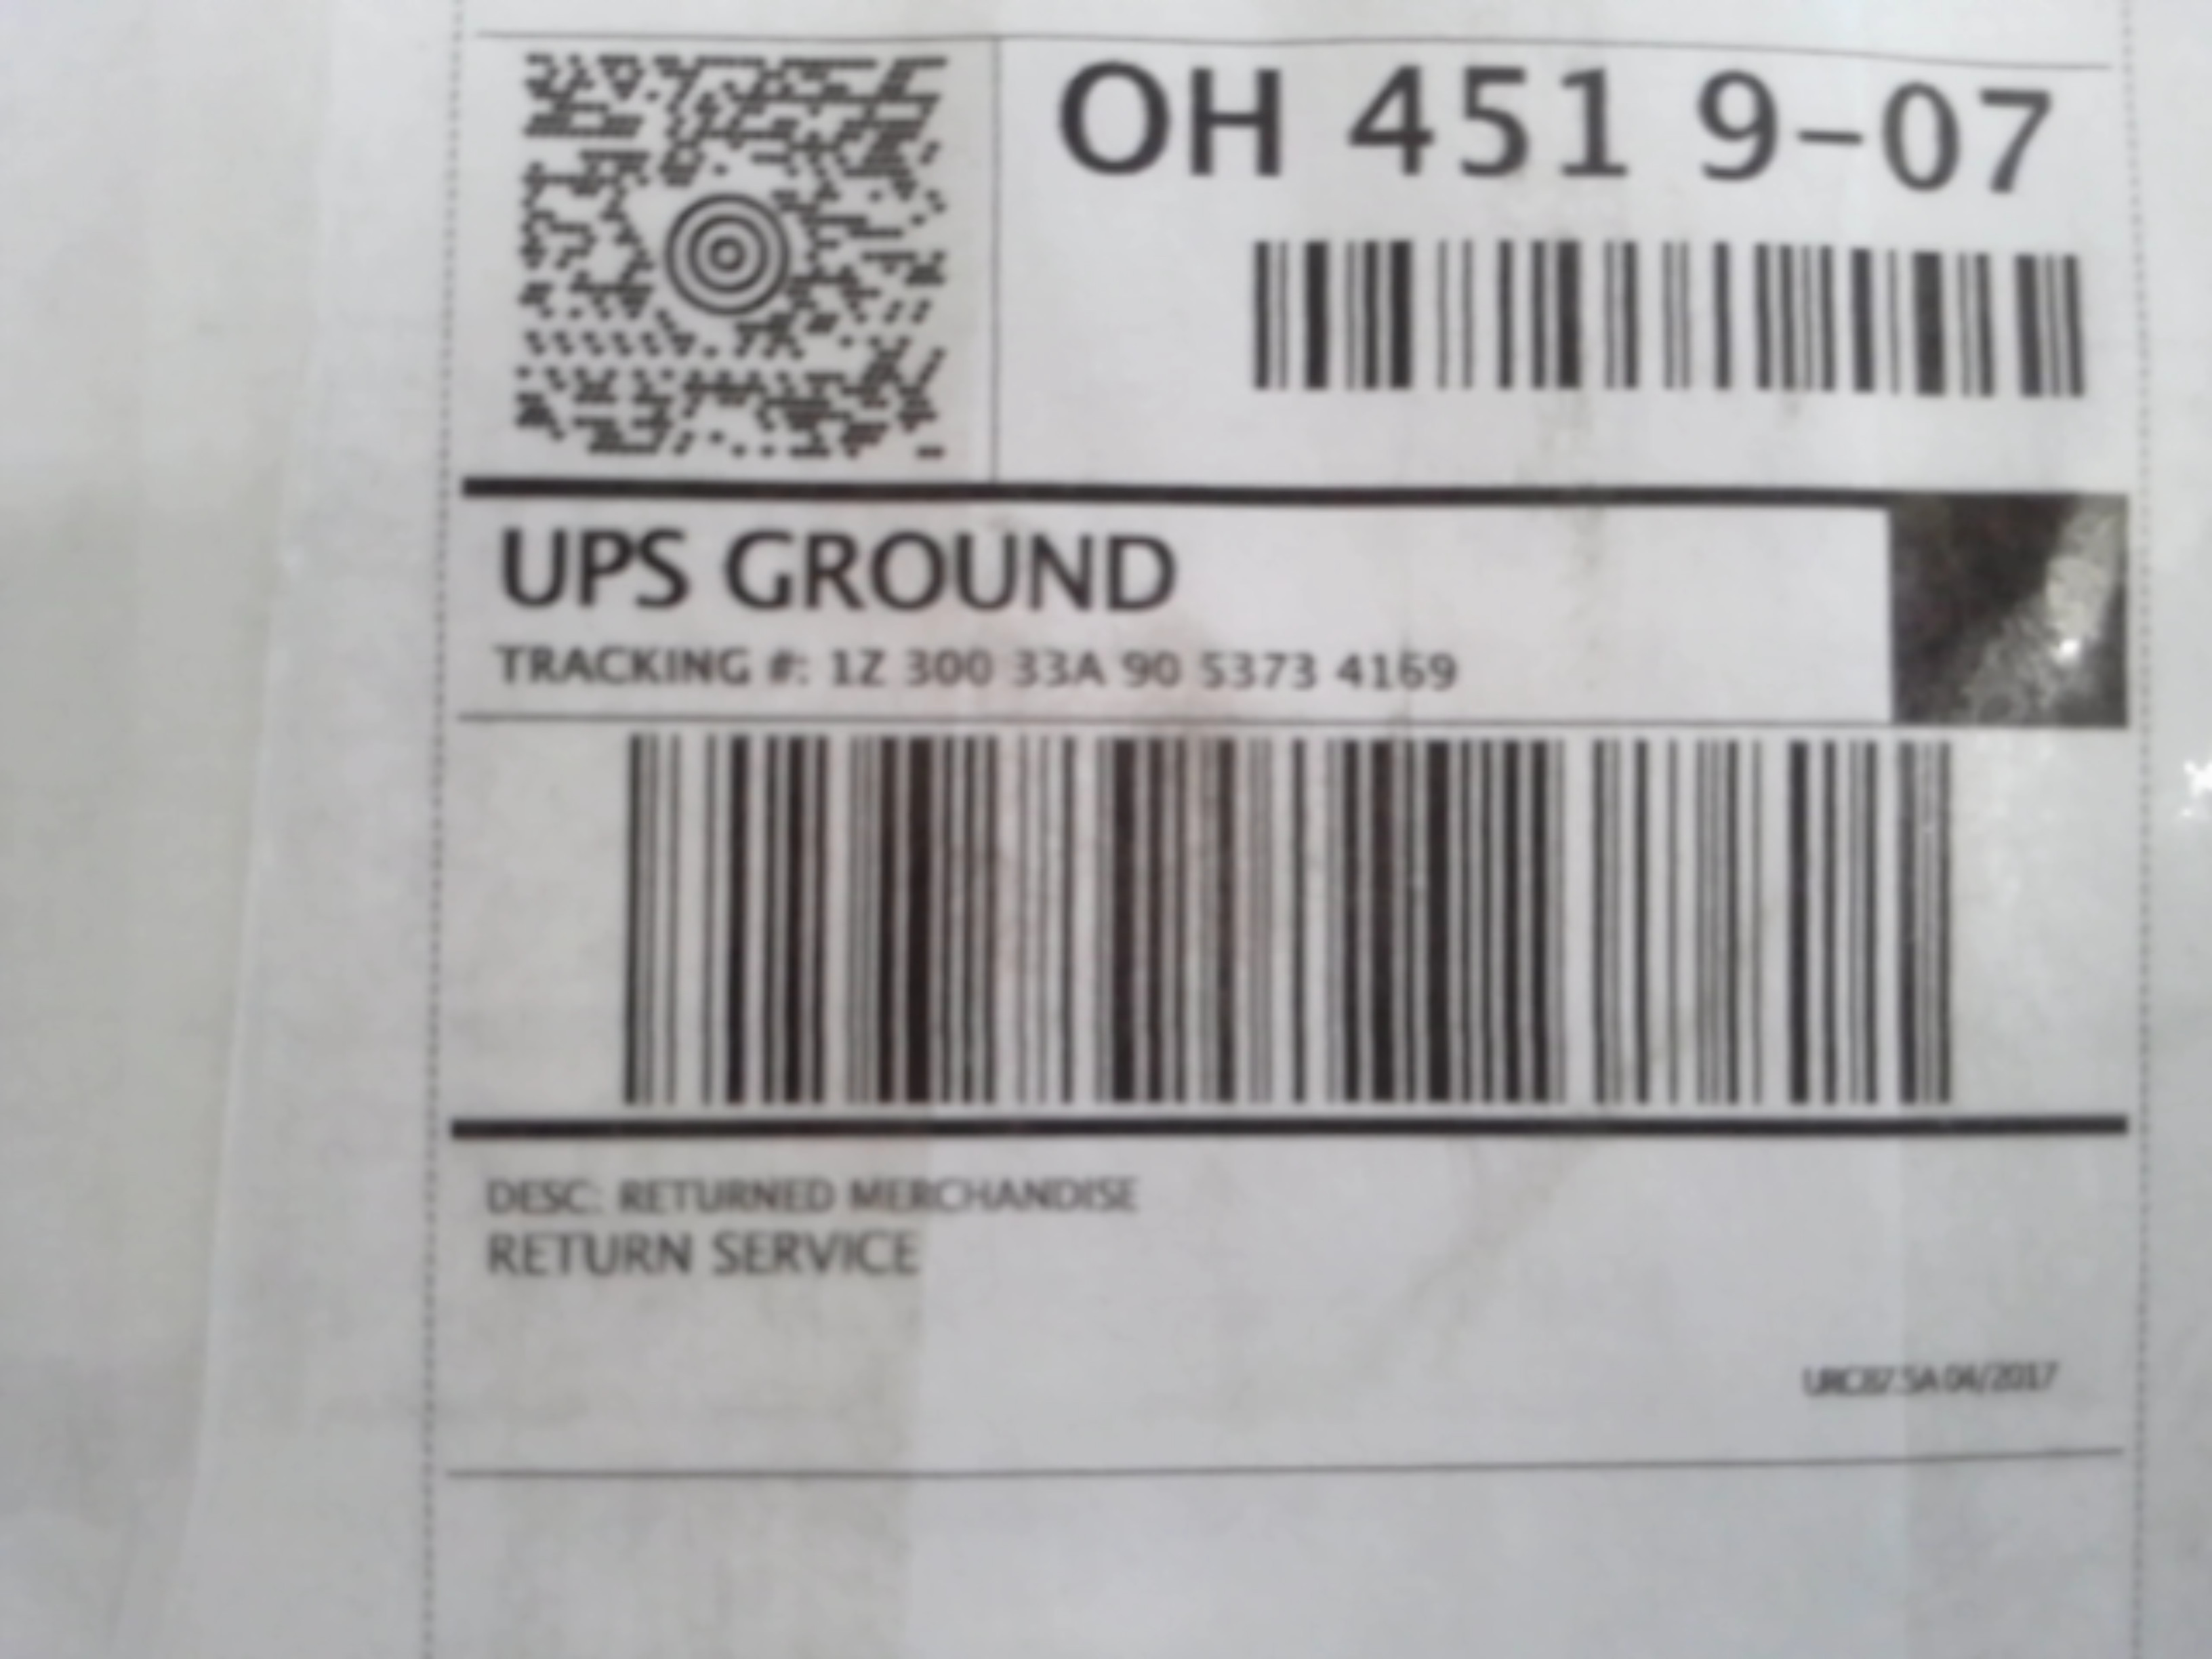 OH 451 9-07
UPS GROUND
TRACKING #: 1Z 300 33A 90 5373 4169
DESC: RETURNED MERCHANDISE
RETURN SERVICE